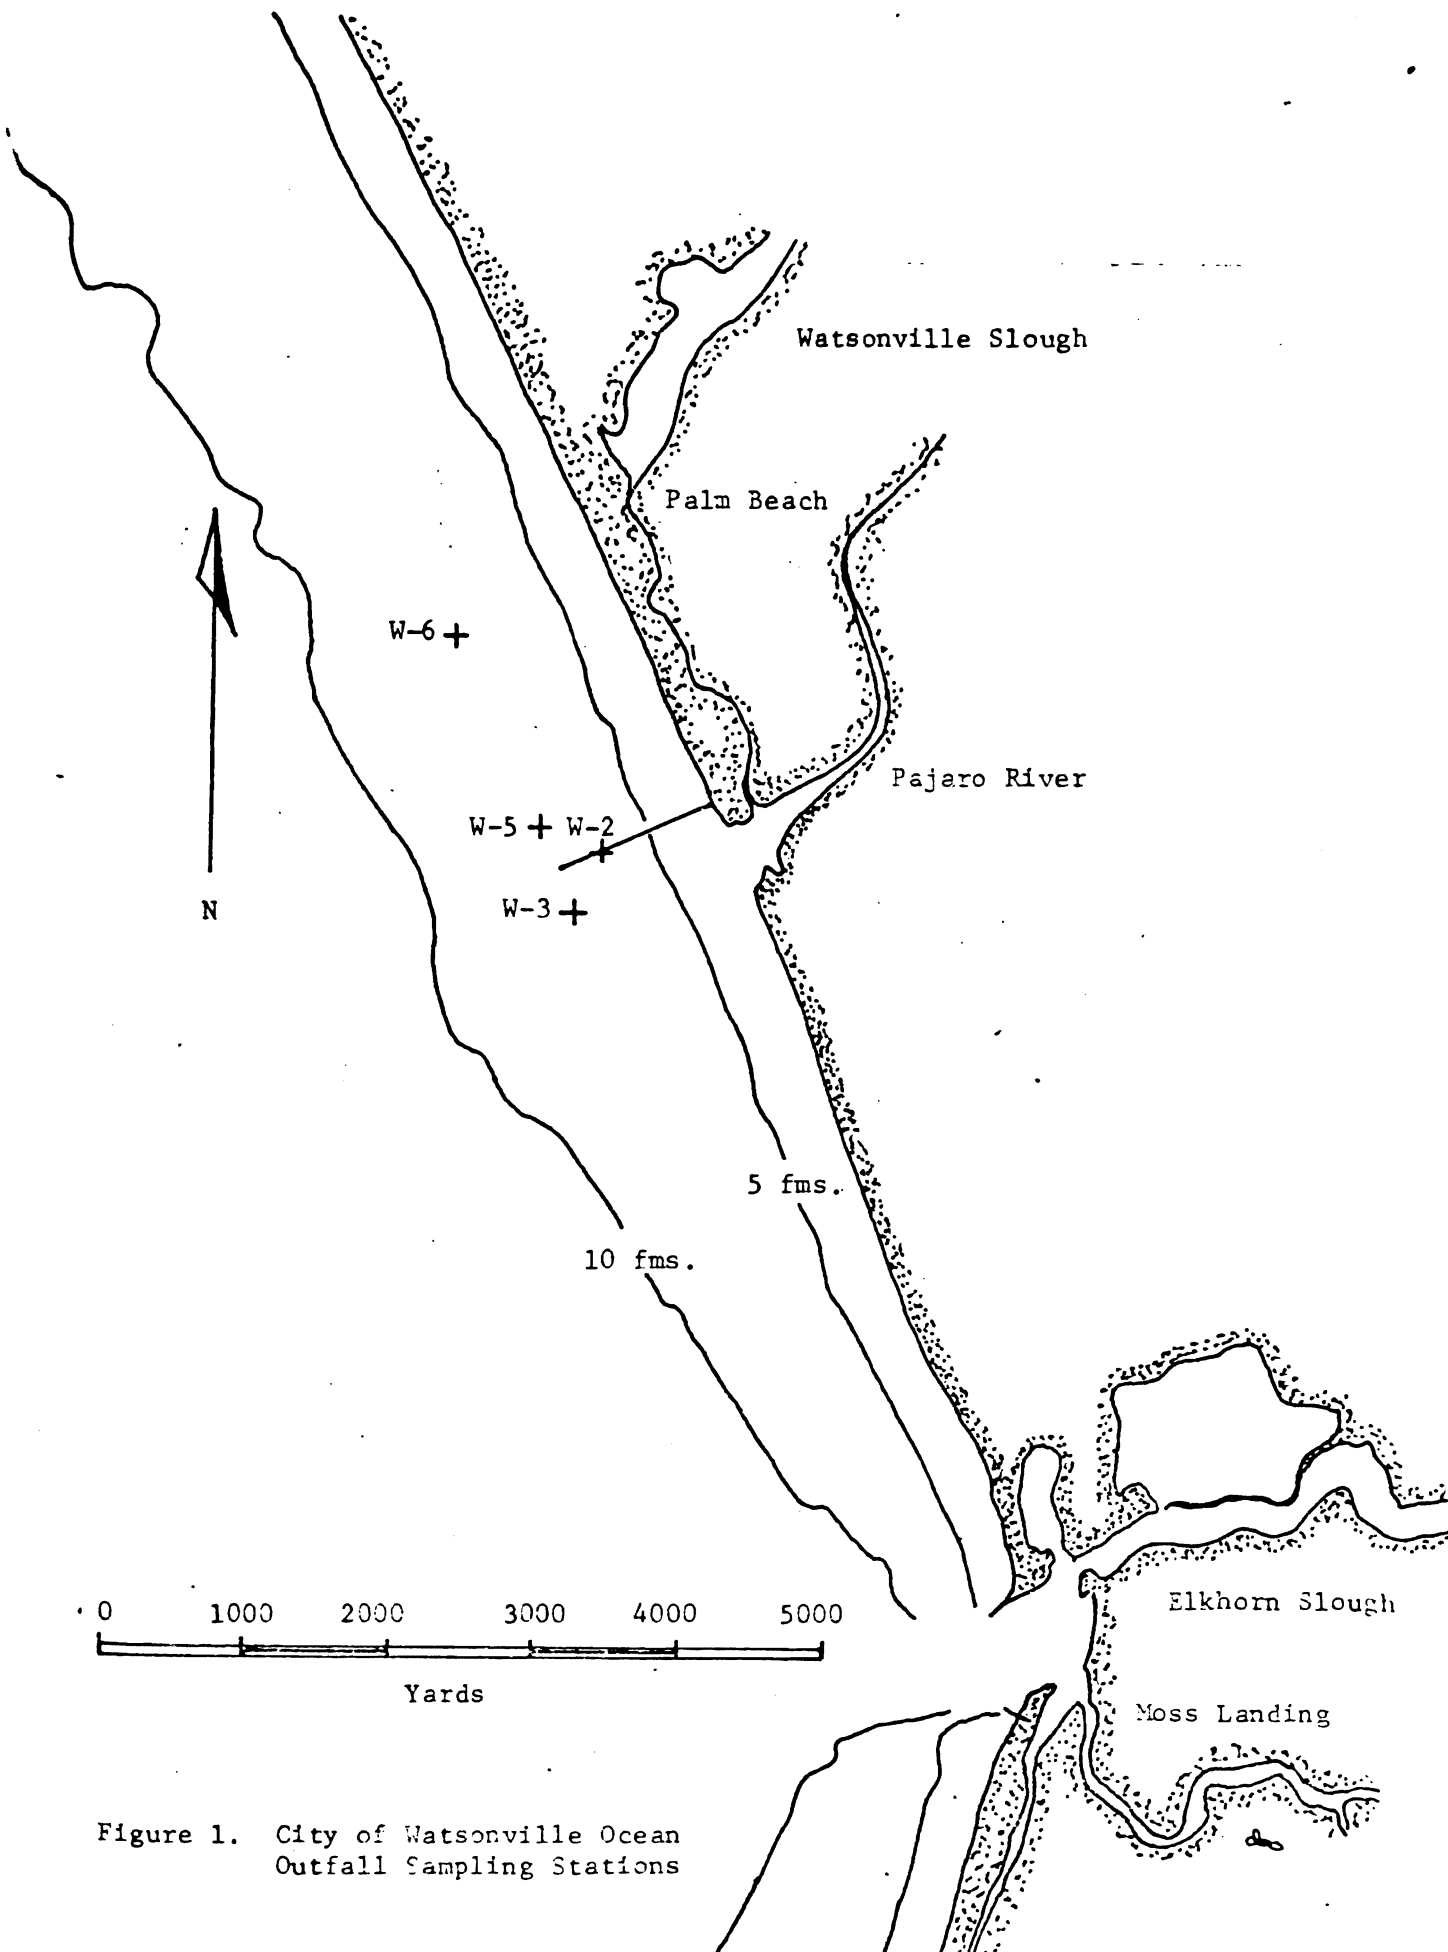 Watsonville Slough
Palm Beach
W-6
Pajaro River
W-5
W-2
W-3
N
5 fms.
10 fms.
0 1000 2000 3000 4000 5000
Yards
Elkhorn Slough
Moss Landing
Figure 1. City of Watsonville Ocean
Outfall Sampling Stations